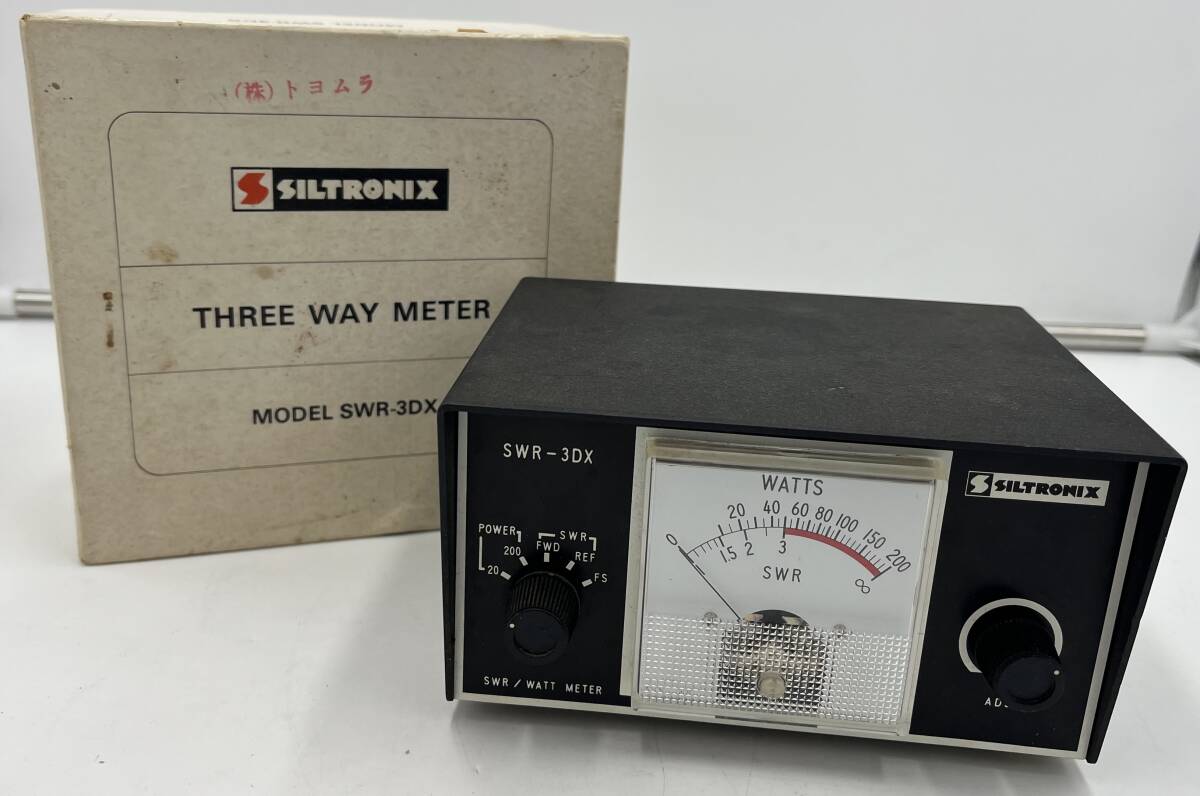 (株)トヨムラ
SILTRONIX
THREE WAY METER
MODEL SWR-3DX
SWR-3DX
SILTRONIX
POWER
SWR
200
FWD
REF
20
FS
SWR / WATT METER
WATTS
0 20 40 60 80 100 150 200
1.5 2 3 ∞
SWR